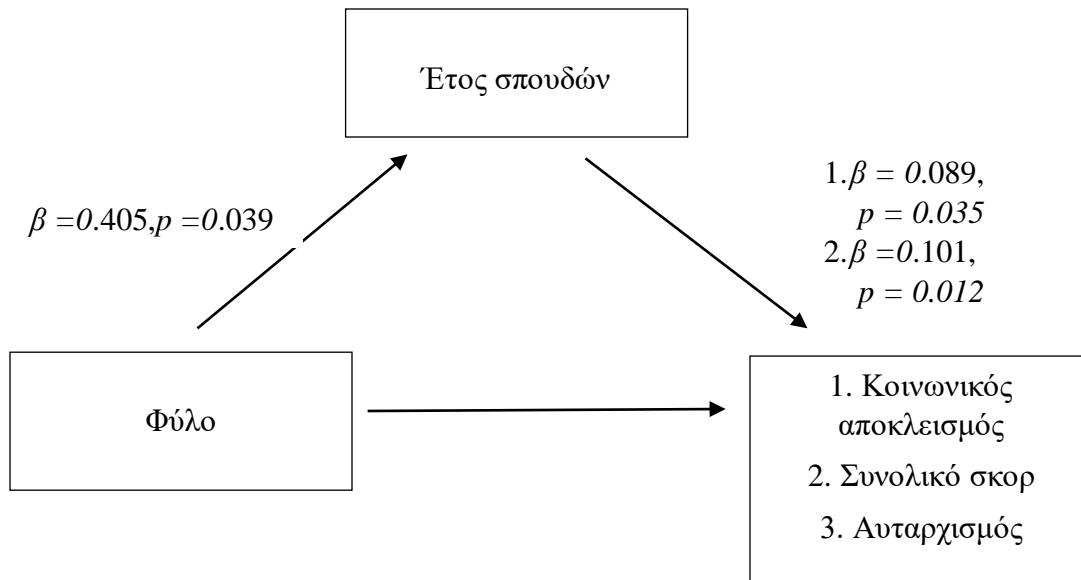 Έτος σπουδών
β =0.405,p =0.039
1.β = 0.089,
p = 0.035
2.β =0.101,
p = 0.012
Φύλο
1. Κοινωνικός
αποκλεισμός
2. Συνολικό σκορ
3. Αυταρχισμός